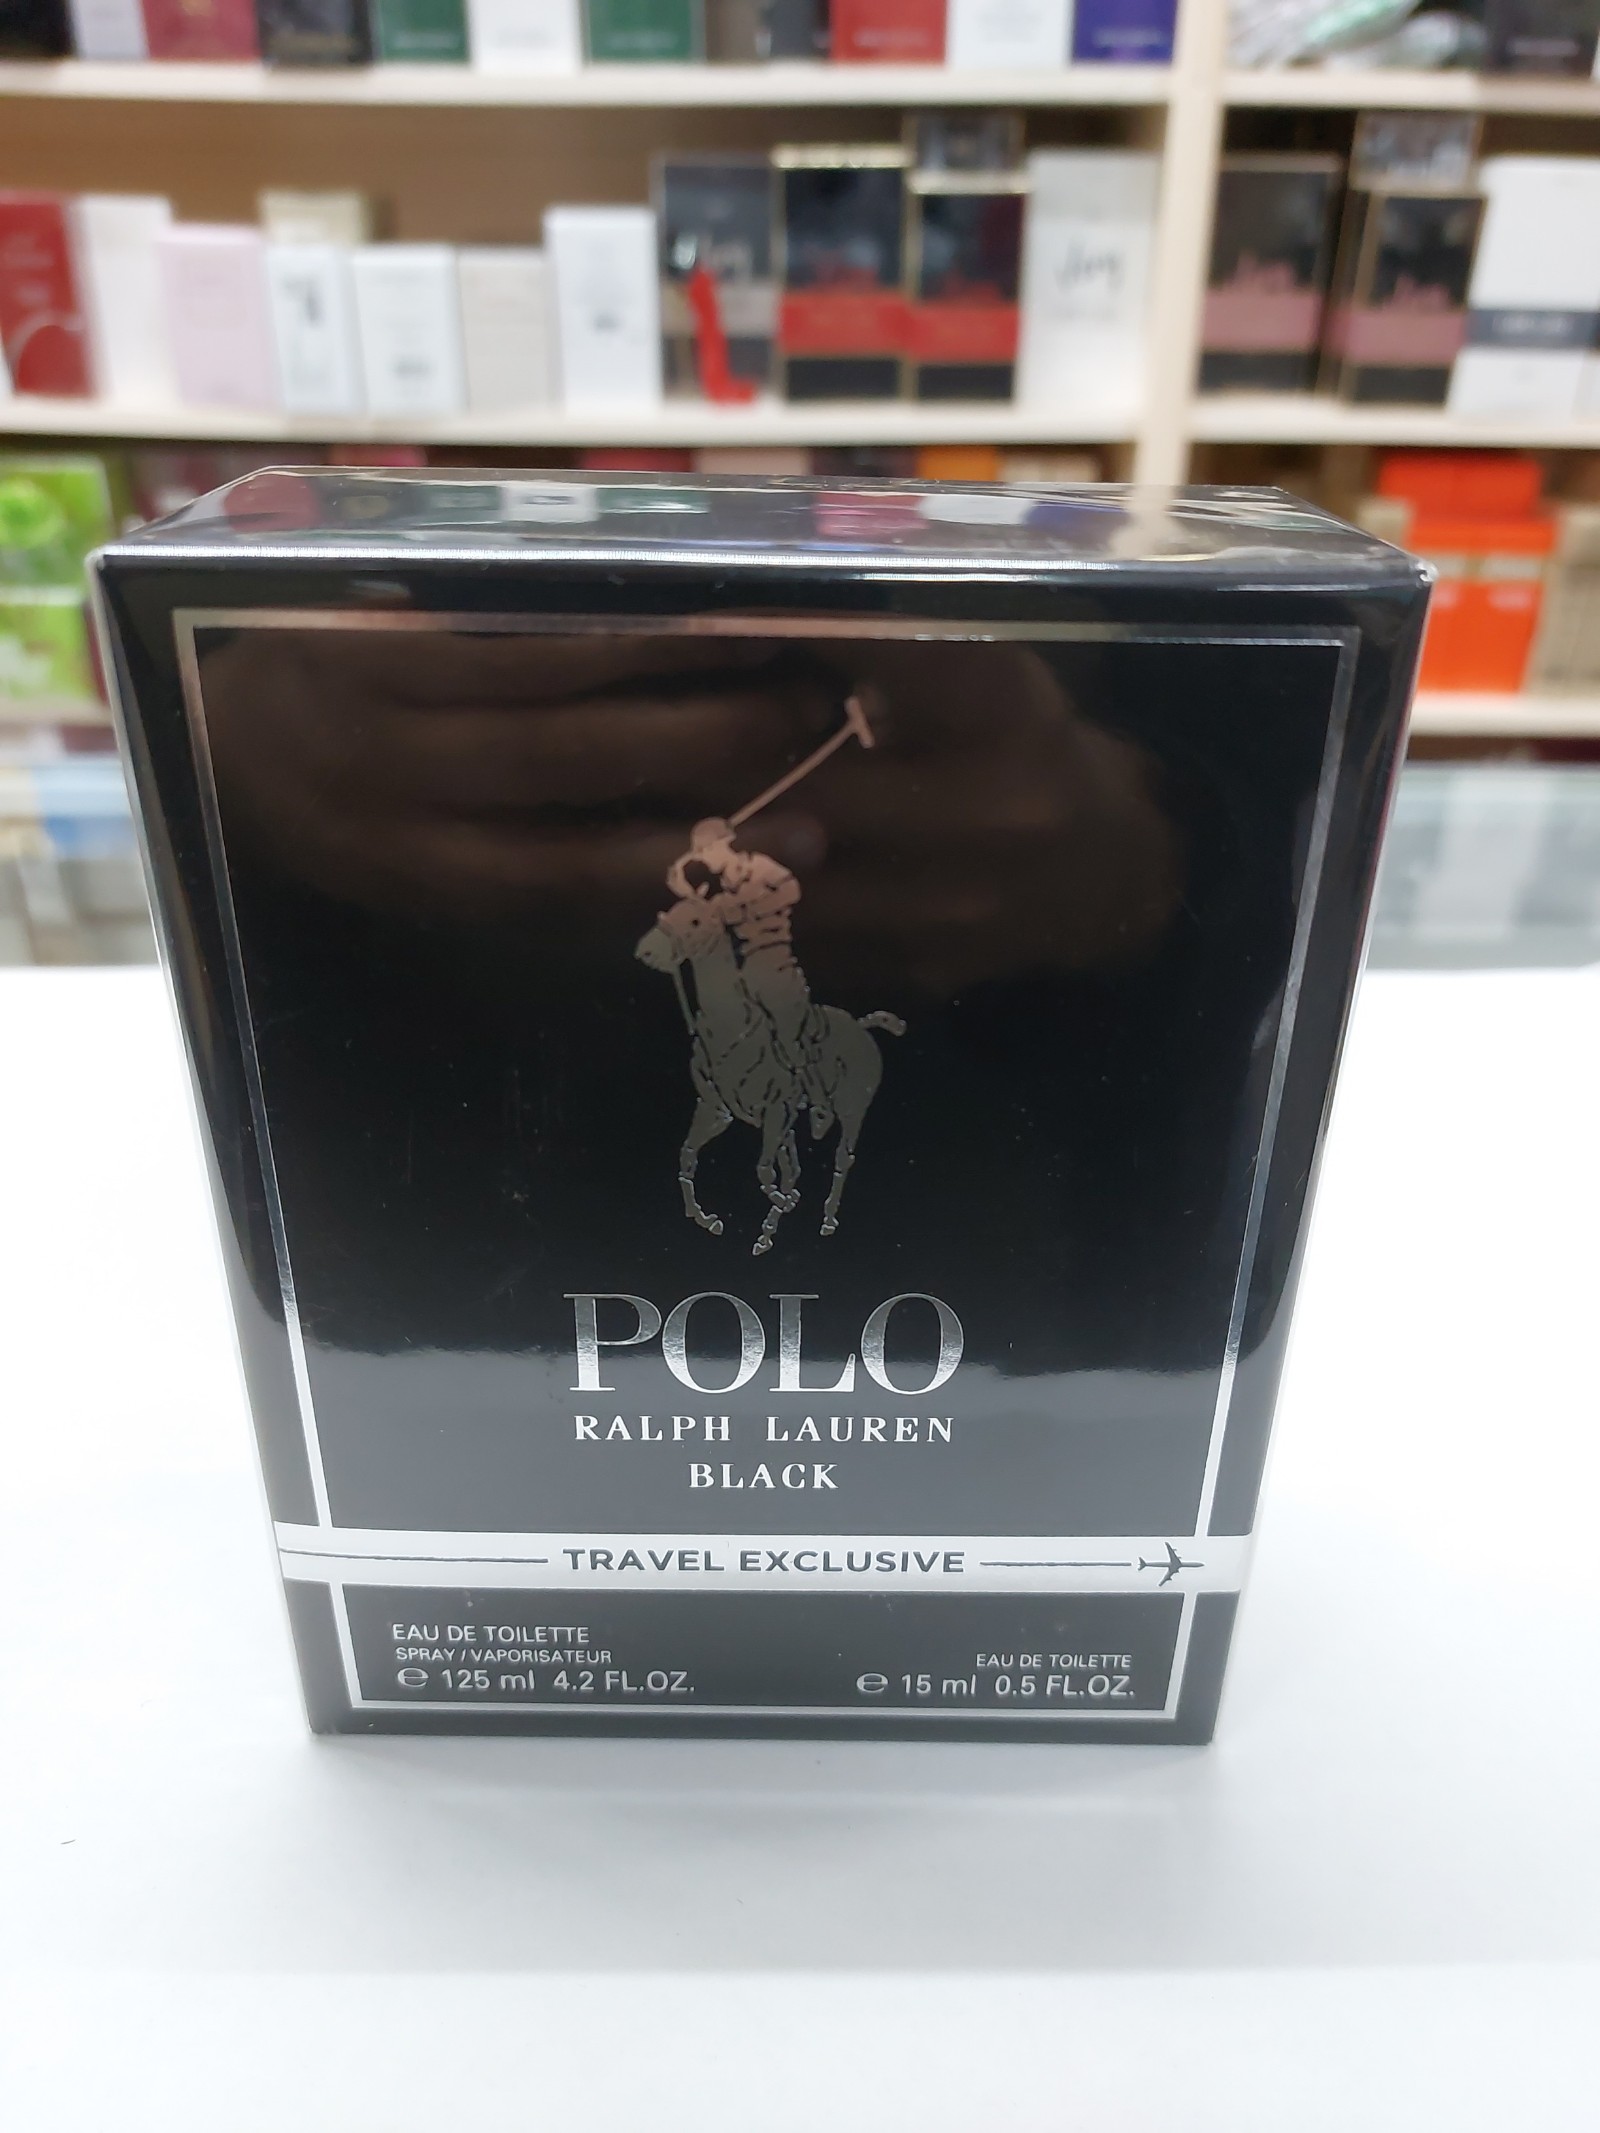 POLO
RALPH LAUREN
BLACK
TRAVEL EXCLUSIVE
EAU DE TOILETTE
SPRAY / VAPORISATEUR
℮ 125 ml 4.2 FL.OZ.
EAU DE TOILETTE
℮ 15 ml 0.5 FL.OZ.